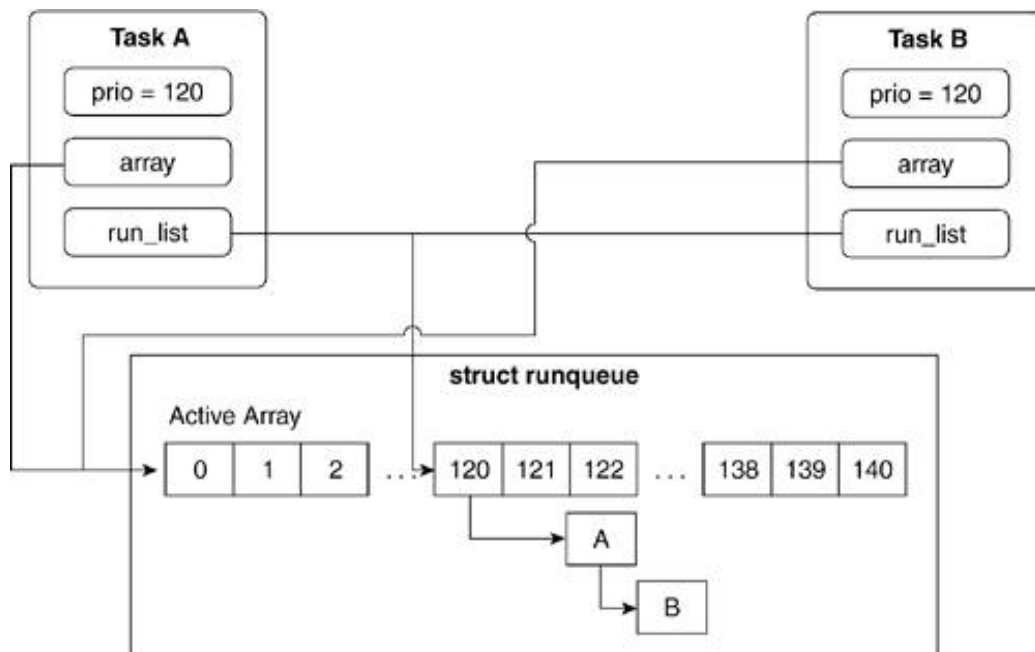 Task A
prio = 120
array
run_list
Task B
prio = 120
array
run_list
struct runqueue
Active Array
0 1 2 ... 120 121 122 ... 138 139 140
A
B